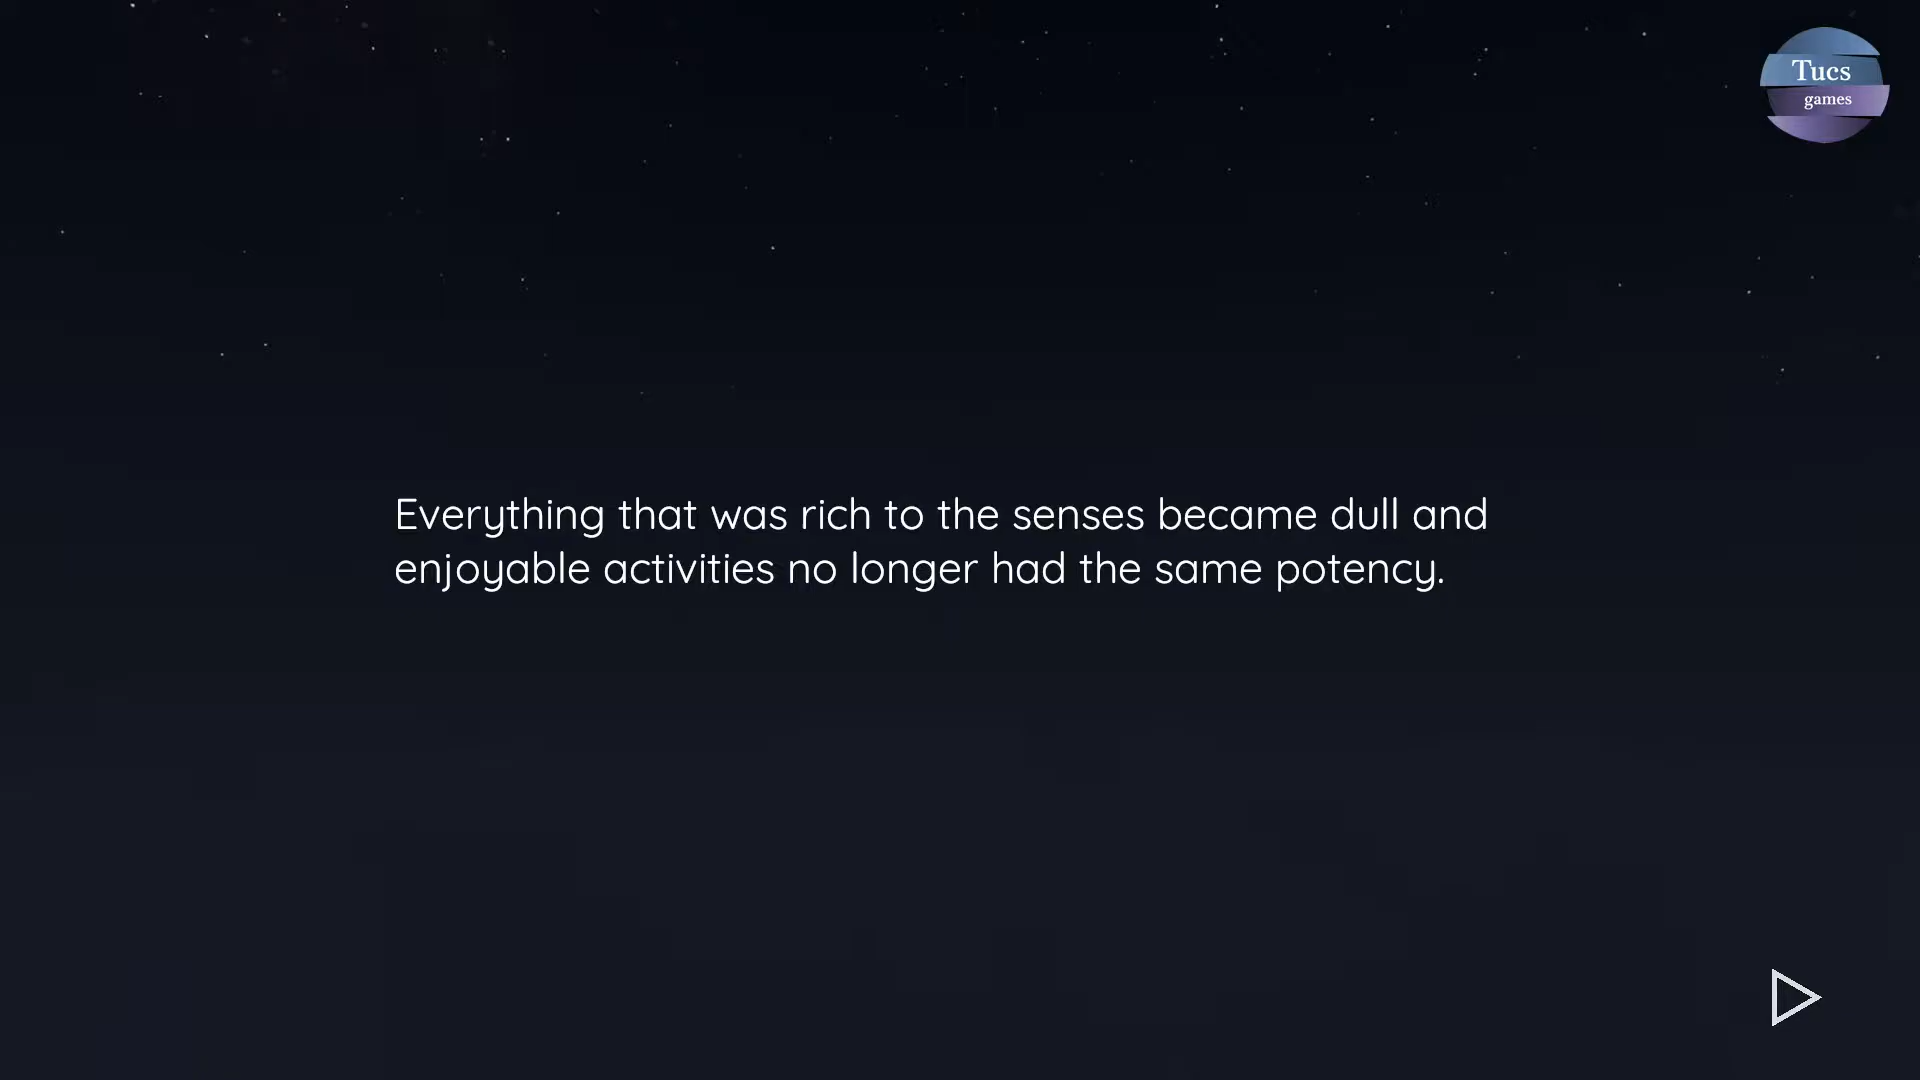 Tucs
games
Everything that was rich to the senses became dull and
enjoyable activities no longer had the same potency.